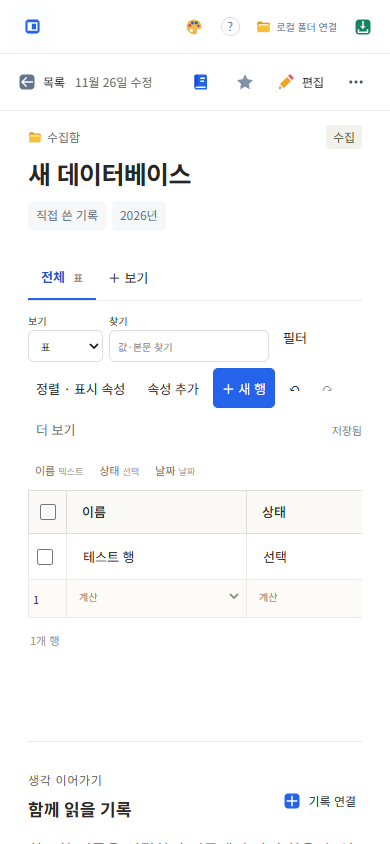 ? 로컬 폴더 연결
목록 11월 26일 수정 편집
수집함 수집
새 데이터베이스
직접 쓴 기록 2026년
전체 표 + 보기
보기 찾기
표 값·본문 찾기 필터
정렬 · 표시 속성 속성 추가 + 새 행
더 보기 저장됨
이름 텍스트 상태 선택 날짜 날짜
이름 상태
테스트 행 선택
1 계산 계산
1개 행
생각 이어가기
함께 읽을 기록 기록 연결